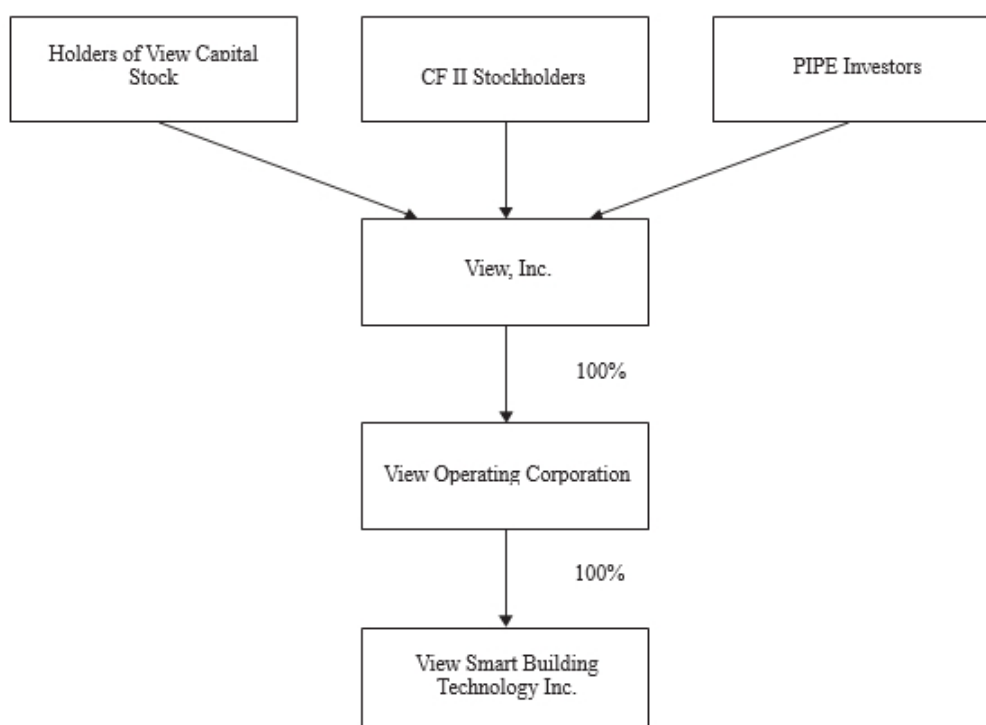 Holders of View Capital
Stock
CF II Stockholders
PIPE Investors
View, Inc.
100%
View Operating Corporation
100%
View Smart Building
Technology Inc.